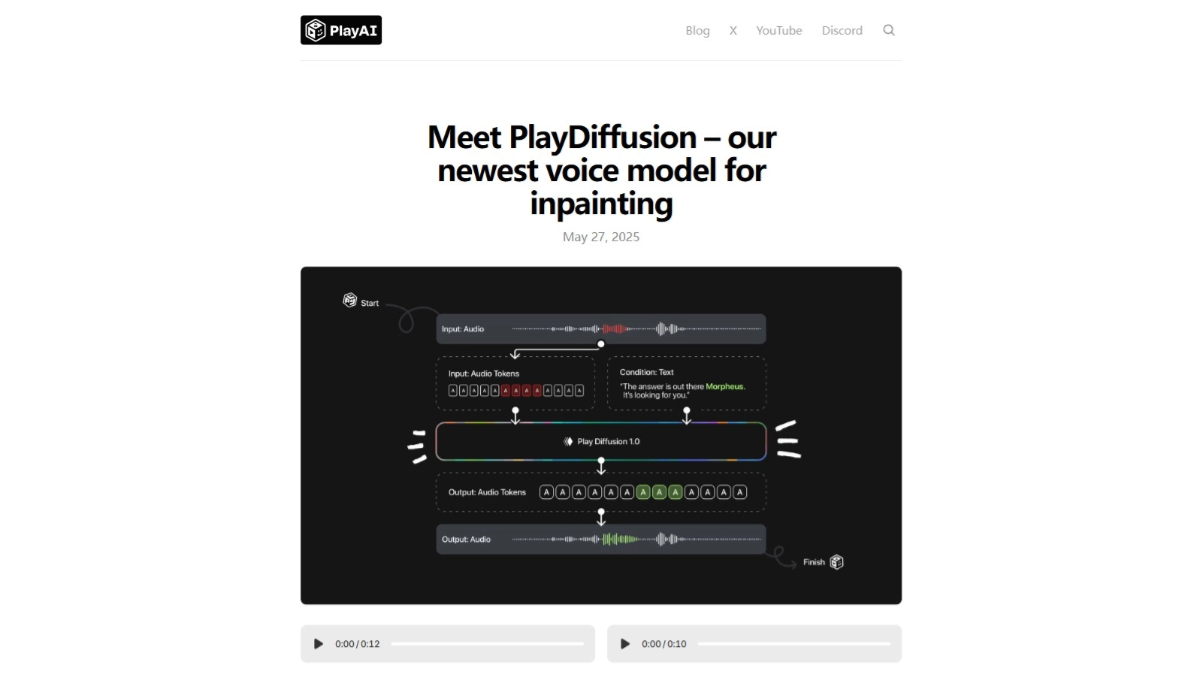 PlayAI
Blog X YouTube Discord
Meet PlayDiffusion – our
newest voice model for
inpainting
May 27, 2025
Start
Input: Audio
Input: Audio Tokens
A A A A A A A A A A A A A
Condition: Text
"The answer is out there Morpheus.
It's looking for you."
Play Diffusion 1.0
Output: Audio Tokens A A A A A A A A A A A A A
Output: Audio
Finish
0:00 / 0:12
0:00 / 0:10